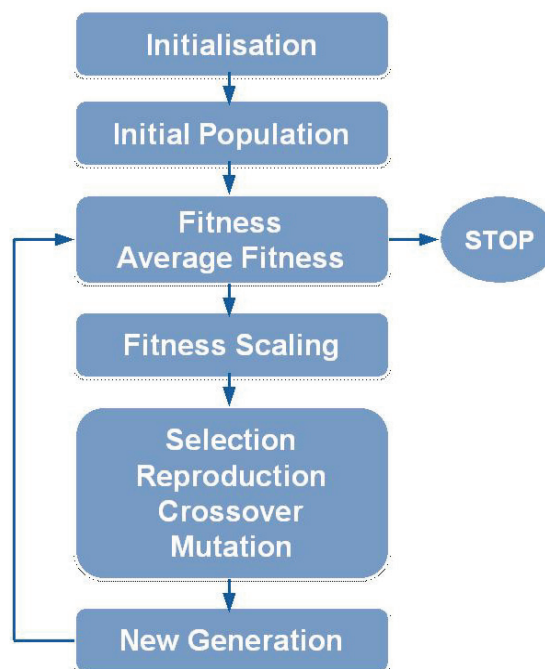 Initialisation
Initial Population
Fitness
Average Fitness
STOP
Fitness Scaling
Selection
Reproduction
Crossover
Mutation
New Generation